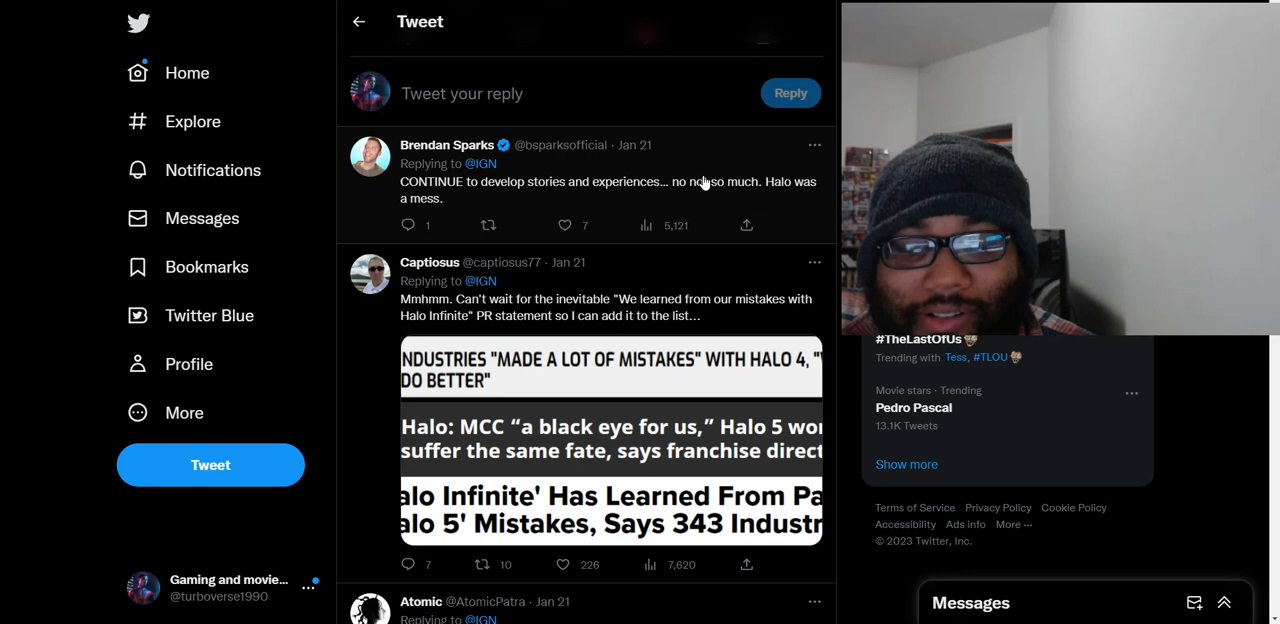 Home
Explore
Notifications
Messages
Bookmarks
Twitter Blue
Profile
More
Tweet
Gaming and movie...
@turboverse1990
Tweet
Tweet your reply
Reply
Brendan Sparks @bsparksofficial · Jan 21
Replying to @IGN
CONTINUE to develop stories and experiences... no so much. Halo was
a mess.
1
7
5,121
Captiosus @captiosus77 · Jan 21
Replying to @IGN
Mmhmm. Can't wait for the inevitable "We learned from our mistakes with
Halo Infinite" PR statement so I can add it to the list...
NDUSTRIES "MADE A LOT OF MISTAKES" WITH HALO 4, "
DO BETTER"
Halo: MCC “a black eye for us,” Halo 5 wor
suffer the same fate, says franchise direct
alo Infinite' Has Learned From Pa
alo 5' Mistakes, Says 343 Industr
7
10
226
7,620
Atomic @AtomicPatra · Jan 21
Replying to @IGN
#TheLastOfUs
Trending with Tess, #TLOU
Movie stars · Trending
Pedro Pascal
13.1K Tweets
Show more
Terms of Service Privacy Policy Cookie Policy
Accessibility Ads info More ···
© 2023 Twitter, Inc.
Messages